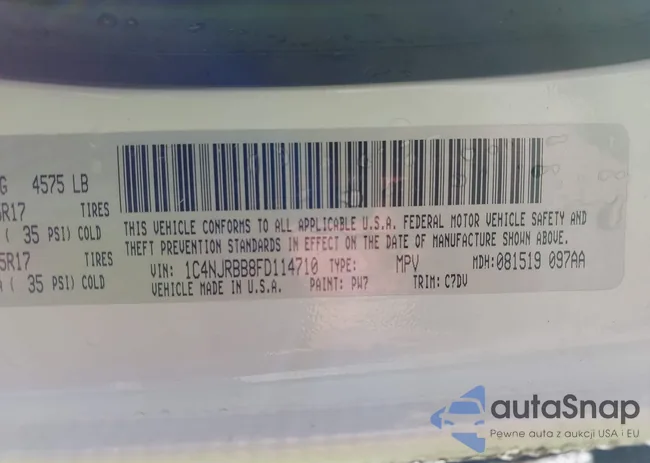 G 4575 LB
5R17 TIRES
( 35 PSI) COLD
5R17 TIRES
( 35 PSI) COLD
THIS VEHICLE CONFORMS TO ALL APPLICABLE U.S.A. FEDERAL MOTOR VEHICLE SAFETY AND
THEFT PREVENTION STANDARDS IN EFFECT ON THE DATE OF MANUFACTURE SHOWN ABOVE.
VIN: 1C4NJRBB8FD114710 TYPE: MPV MDH:081519 097AA
VEHICLE MADE IN U.S.A. PAINT: PW7 TRIM: C7DV
autoSnap
Pewne auta z aukcji USA i EU